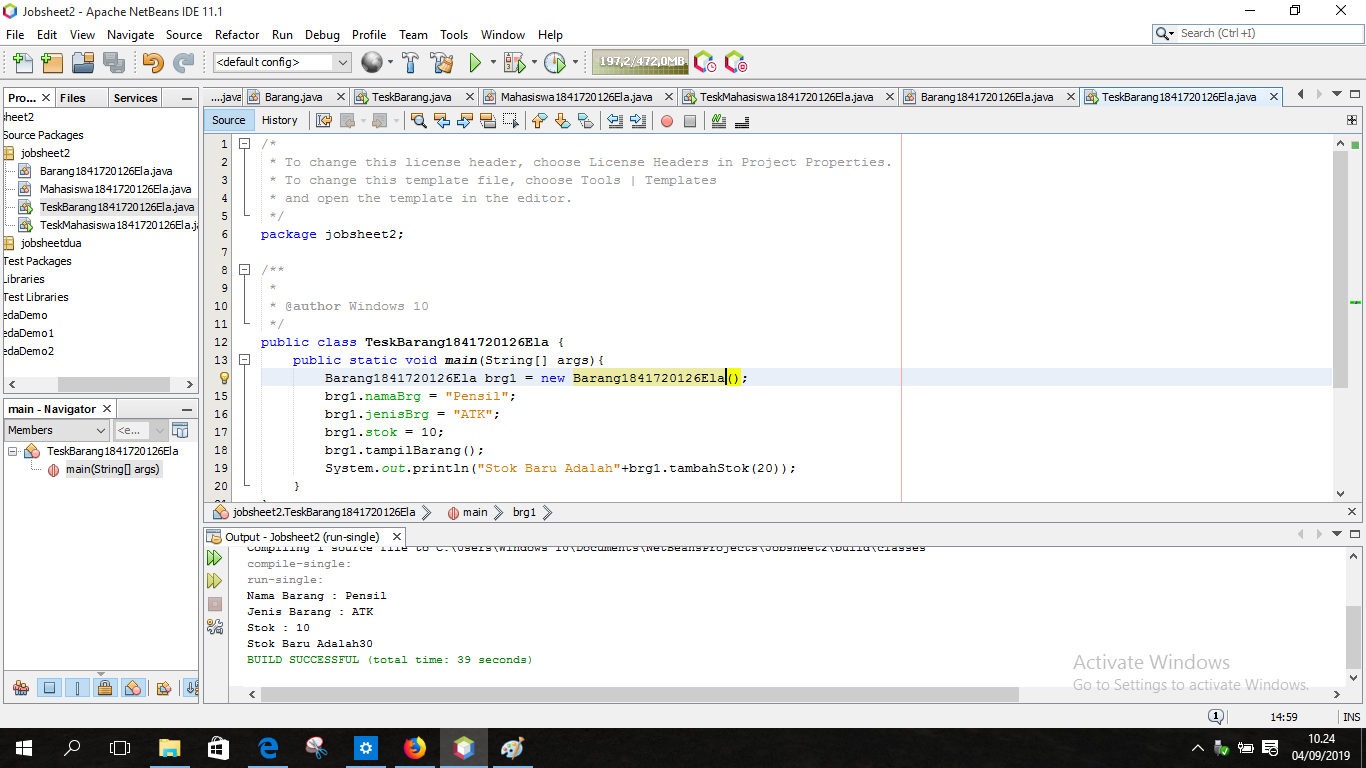 Jobsheet2 - Apache NetBeans IDE 11.1
File Edit View Navigate Source Refactor Run Debug Profile Team Tools Window Help
Search (Ctrl+I)
<default config>
197,2/472,0MB
Pro... Files Services
...java Barang.java TeskBarang.java Mahasiswa1841720126Ela.java TeskMahasiswa1841720126Ela.java Barang1841720126Ela.java TeskBarang1841720126Ela.java
Source History
sheet2
Source Packages
jobsheet2
Barang1841720126Ela.java
Mahasiswa1841720126Ela.java
TeskBarang1841720126Ela.java
TeskMahasiswa1841720126Ela.j
jobsheetdua
Test Packages
Libraries
Test Libraries
edaDemo
edaDemo1
edaDemo2
main - Navigator
Members
<e...
TeskBarang1841720126Ela
main(String[] args)
1 /*
2 * To change this license header, choose License Headers in Project Properties.
3 * To change this template file, choose Tools | Templates
4 * and open the template in the editor.
5 */
6 package jobsheet2;
7
8 /**
9 *
10 * @author Windows 10
11 */
12 public class TeskBarang1841720126Ela {
13 public static void main(String[] args){
Barang1841720126Ela brg1 = new Barang1841720126Ela();
15 brg1.namaBrg = "Pensil";
16 brg1.jenisBrg = "ATK";
17 brg1.stok = 10;
18 brg1.tampilBarang();
19 System.out.println("Stok Baru Adalah"+brg1.tambahStok(20));
20 }
jobsheet2.TeskBarang1841720126Ela main brg1
Output - Jobsheet2 (run-single)
Compiling 1 source file to C:\Users\Windows 10\Documents\NetBeansProjects\Jobsheet2\build\classes
compile-single:
run-single:
Nama Barang : Pensil
Jenis Barang : ATK
Stok : 10
Stok Baru Adalah30
BUILD SUCCESSFUL (total time: 39 seconds)
Activate Windows
Go to Settings to activate Windows.
1 14:59 INS
10.24
04/09/2019